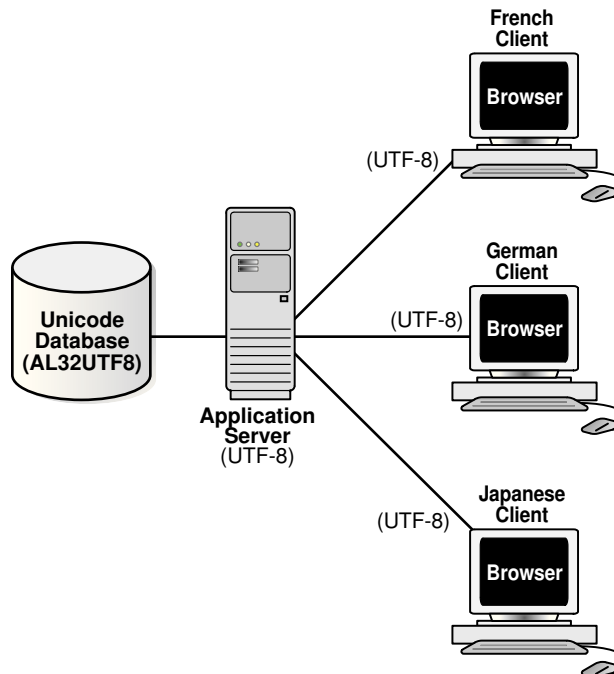 French
Client
Browser
(UTF-8)
German
Client
(UTF-8)
Browser
Unicode
Database
(AL32UTF8)
Application
Server
(UTF-8)
Japanese
Client
(UTF-8)
Browser